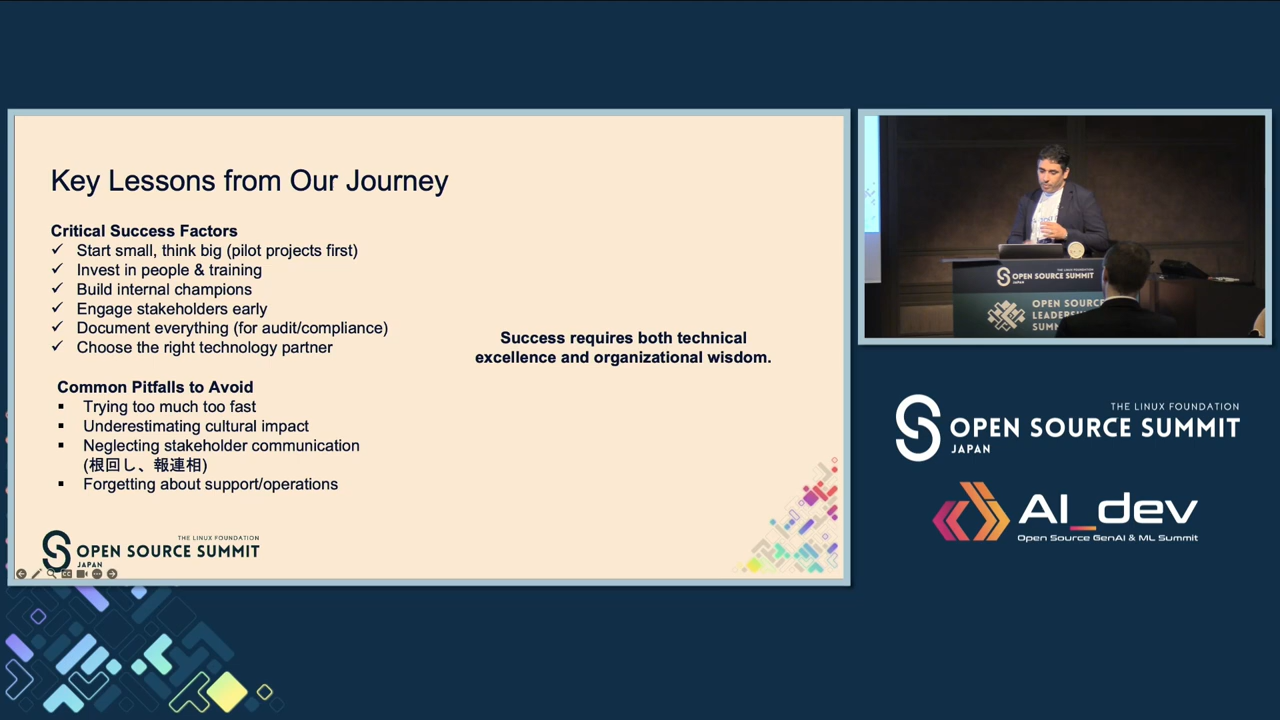 Key Lessons from Our Journey
Critical Success Factors
✓ Start small, think big (pilot projects first)
✓ Invest in people & training
✓ Build internal champions
✓ Engage stakeholders early
✓ Document everything (for audit/compliance)
✓ Choose the right technology partner
Success requires both technical
excellence and organizational wisdom.
Common Pitfalls to Avoid
▪ Trying too much too fast
▪ Underestimating cultural impact
▪ Neglecting stakeholder communication
(根回し、報連相)
▪ Forgetting about support/operations
THE LINUX FOUNDATION
OPEN SOURCE SUMMIT
JAPAN
CC
THE LINUX FOUNDATION
OPEN SOURCE SUMMIT
JAPAN
OPEN SOURCE
THE LINUX FOUNDATION
OPEN SOURCE SUMMIT
JAPAN
AI_dev
Open Source GenAI & ML Summit